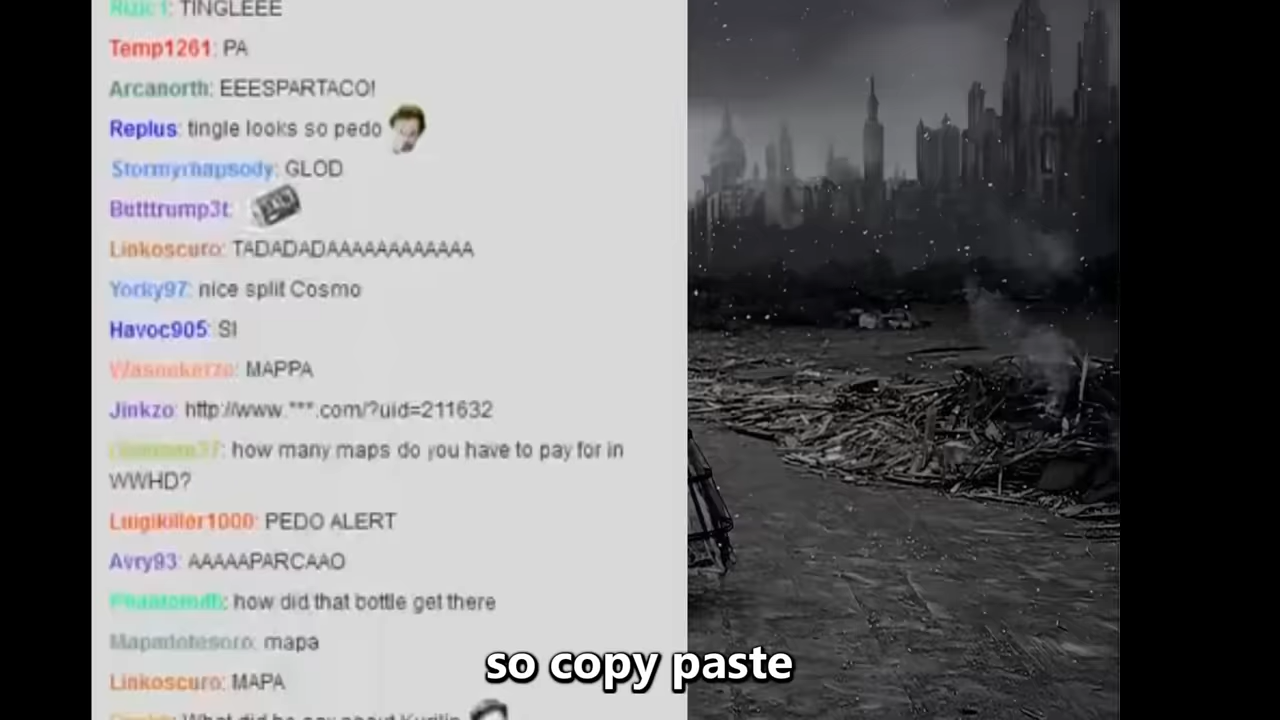 Rizic1: TINGLEEE
Temp1261: PA
Arcanorth: EEESPARTACO!
Replus: tingle looks so pedo
Stormyrhapsody: GLOD
Butttrump3t:
Linkoscuro: TADADADAAAAAAAAAAAA
Yorky97: nice split Cosmo
Havoc905: SI
MAPPA
Jinkzo: http://www.***.com/?uid=211632
how many maps do you have to pay for in
WWHD?
Luigikiller1000: PEDO ALERT
Avry93: AAAAAPARCAAO
how did that bottle get there
Mapadotesoro: mapa
Linkoscuro: MAPA
so copy paste